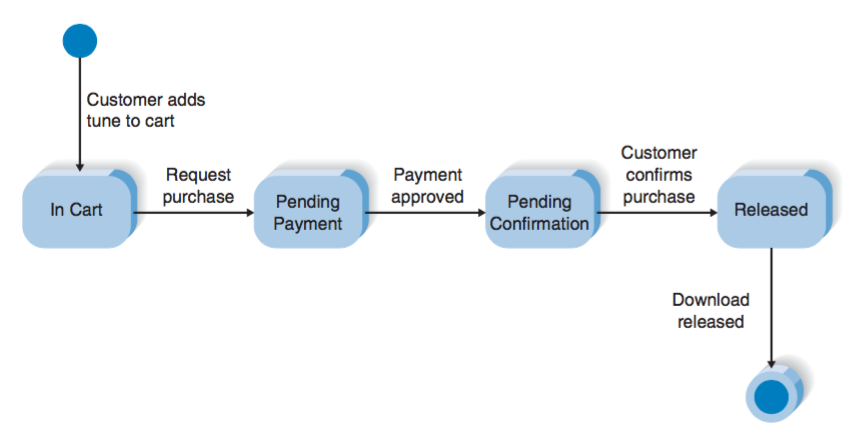 Customer adds
tune to cart
In Cart
Request
purchase
Pending
Payment
Payment
approved
Pending
Confirmation
Customer
confirms
purchase
Released
Download
released